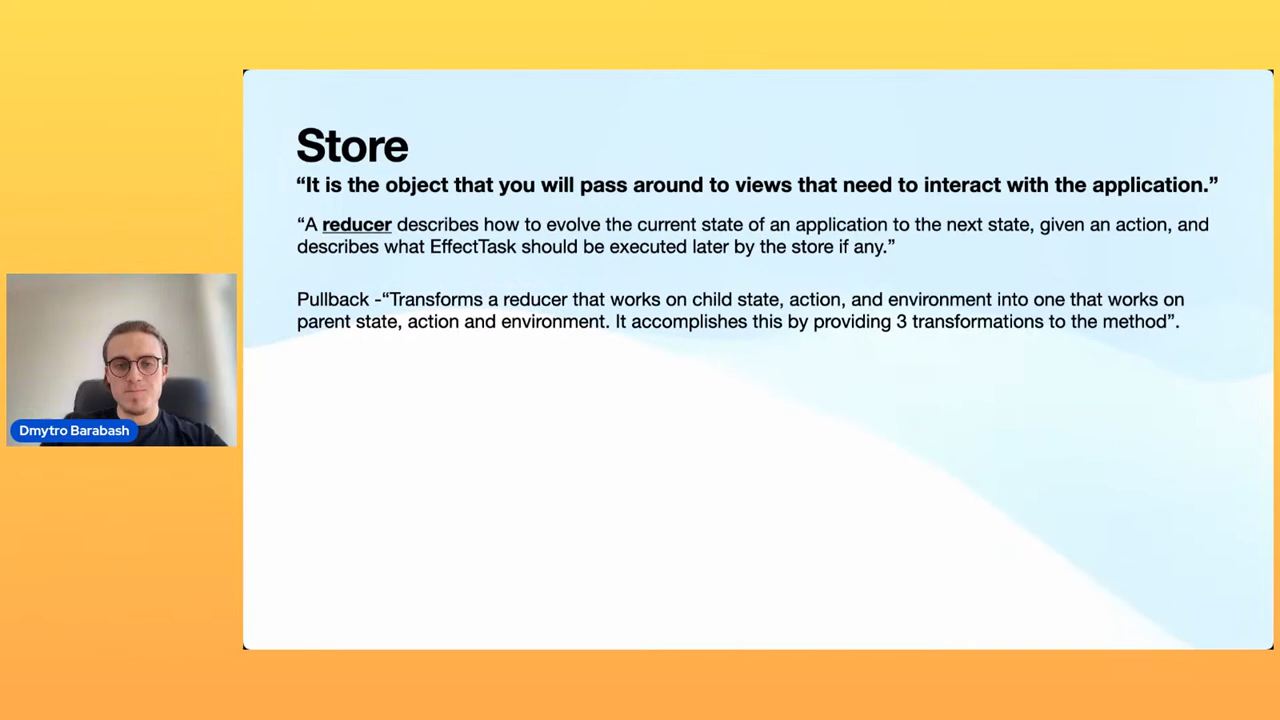 Store
“It is the object that you will pass around to views that need to interact with the application.”
“A reducer describes how to evolve the current state of an application to the next state, given an action, and
describes what EffectTask should be executed later by the store if any.”
Pullback -“Transforms a reducer that works on child state, action, and environment into one that works on
parent state, action and environment. It accomplishes this by providing 3 transformations to the method”.
Dmytro Barabash